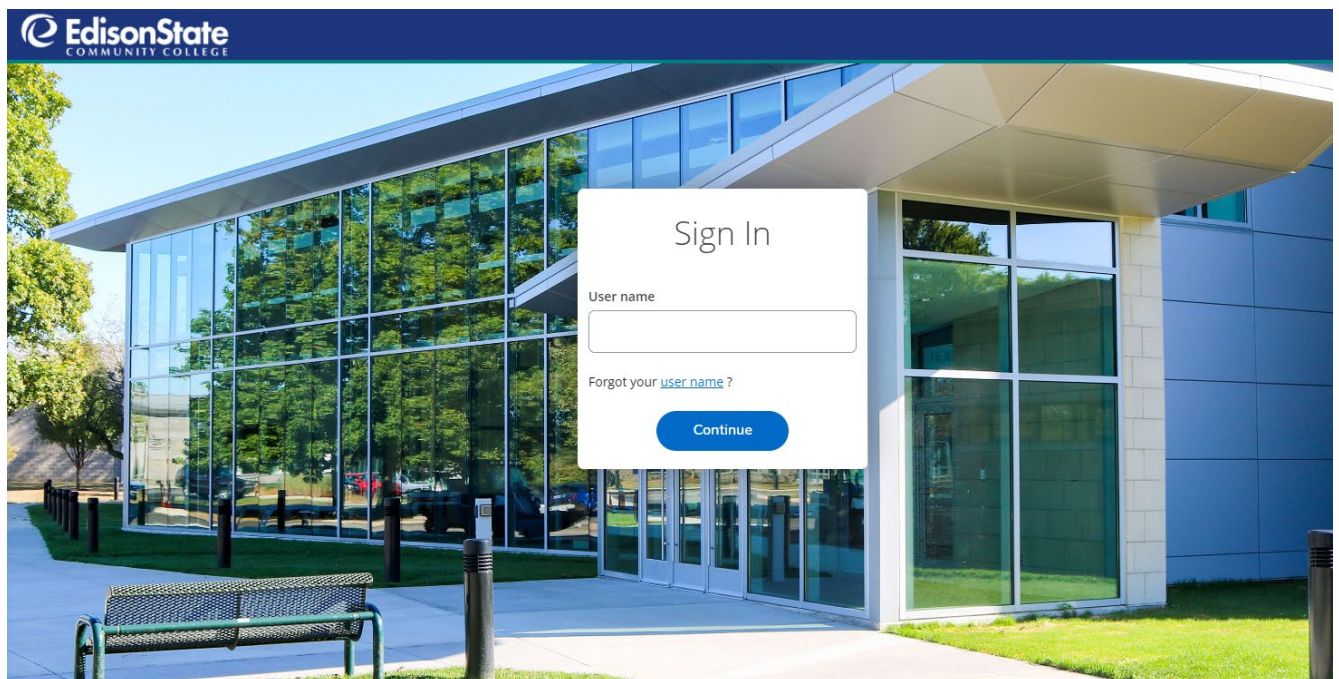 EdisonState
COMMUNITY COLLEGE
Sign In
User name
Forgot your user name ?
Continue